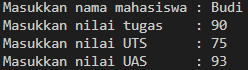 Masukkan nama mahasiswa : Budi
Masukkan nilai tugas    : 90
Masukkan nilai UTS      : 75
Masukkan nilai UAS      : 93